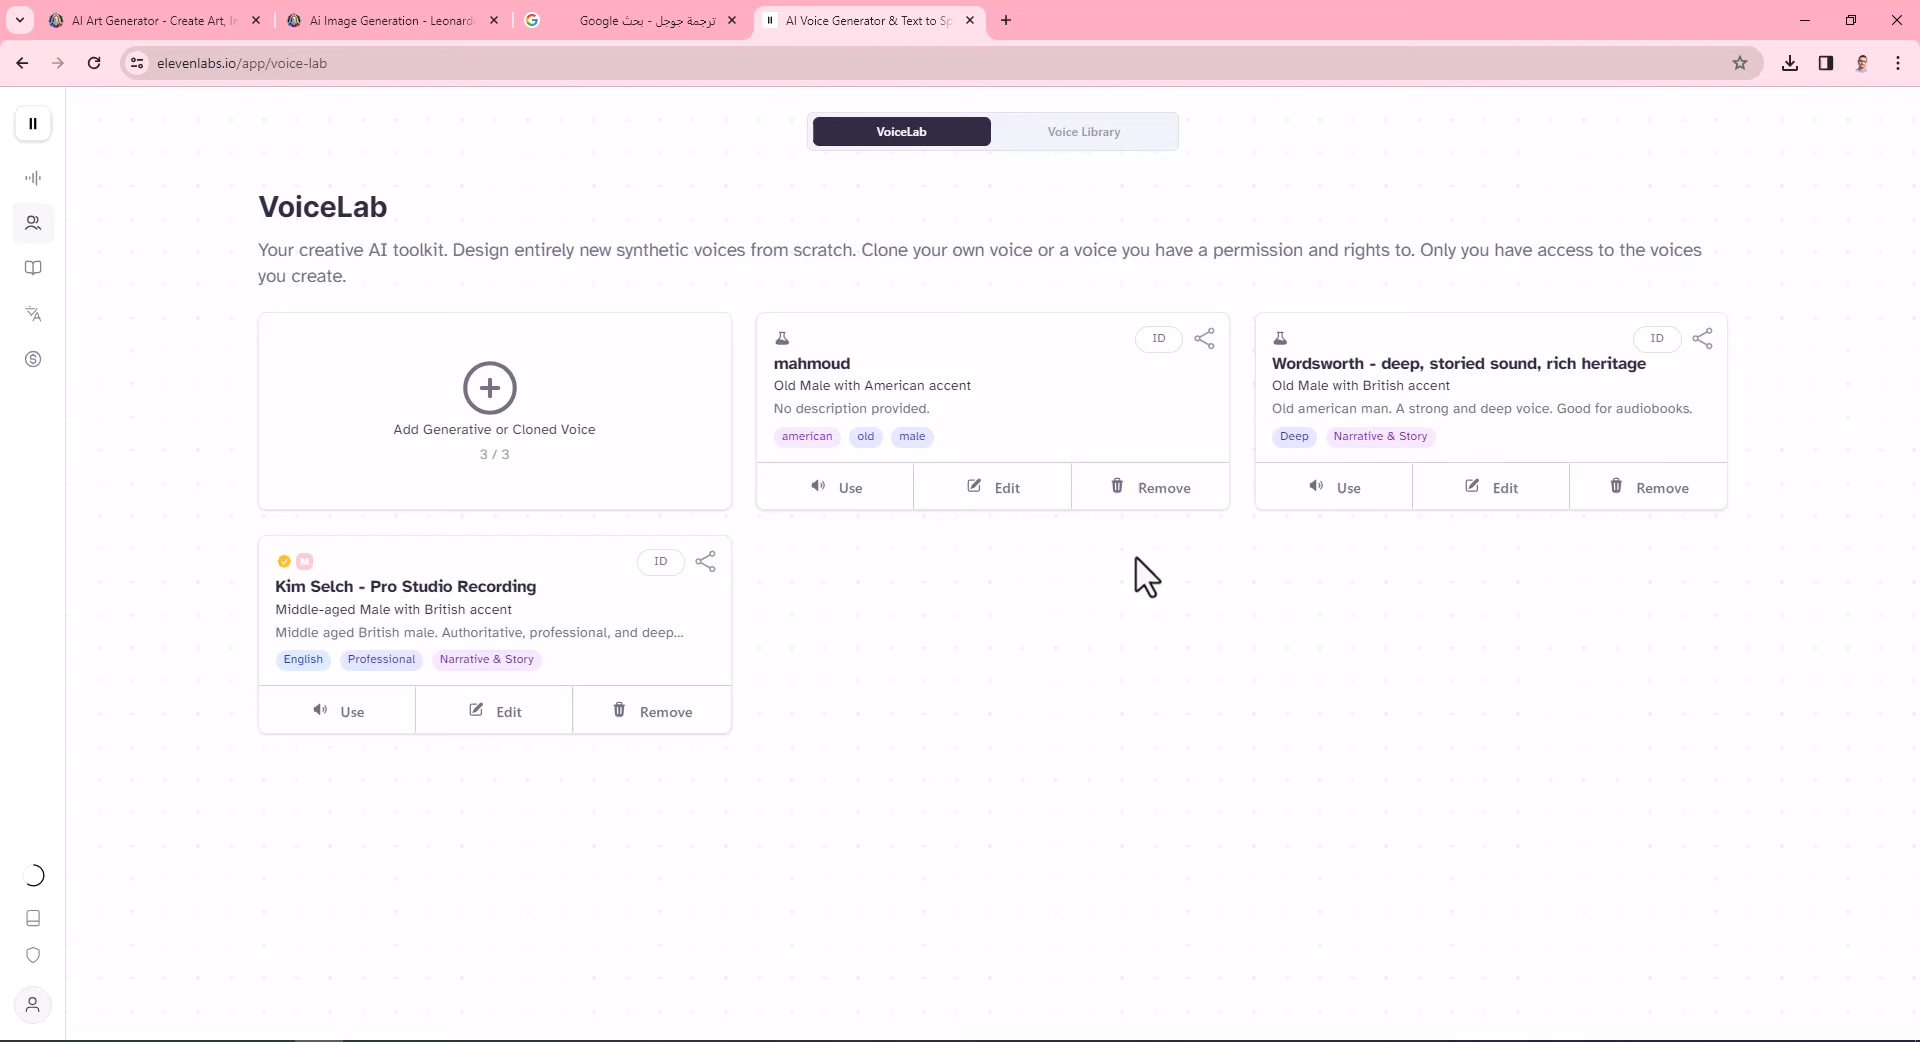 AI Art Generator - Create Art, I
Ai Image Generation - Leonard
ترجمة جوجل - بحث Google
AI Voice Generator & Text to Sp
elevenlabs.io/app/voice-lab
VoiceLab
Voice Library
VoiceLab
Your creative AI toolkit. Design entirely new synthetic voices from scratch. Clone your own voice or a voice you have a permission and rights to. Only you have access to the voices
you create.
Add Generative or Cloned Voice
3 / 3
ID
mahmoud
Old Male with American accent
No description provided.
american old male
Use Edit Remove
ID
Wordsworth - deep, storied sound, rich heritage
Old Male with British accent
Old american man. A strong and deep voice. Good for audiobooks.
Deep Narrative & Story
Use Edit Remove
M ID
Kim Selch - Pro Studio Recording
Middle-aged Male with British accent
Middle aged British male. Authoritative, professional, and deep...
English Professional Narrative & Story
Use Edit Remove